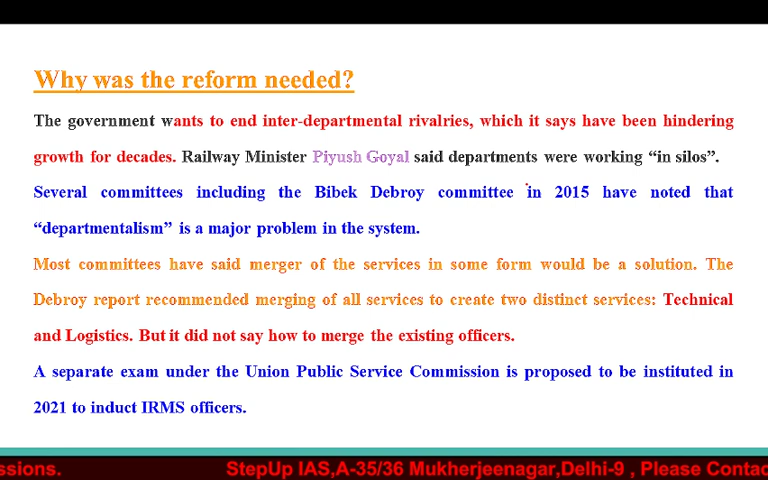 Why was the reform needed?
The government wants to end inter-departmental rivalries, which it says have been hindering
growth for decades. Railway Minister Piyush Goyal said departments were working “in silos”.
Several committees including the Bibek Debroy committee in 2015 have noted that
“departmentalism” is a major problem in the system.
Most committees have said merger of the services in some form would be a solution. The
Debroy report recommended merging of all services to create two distinct services: Technical
and Logistics. But it did not say how to merge the existing officers.
A separate exam under the Union Public Service Commission is proposed to be instituted in
2021 to induct IRMS officers.
ssions. StepUp IAS,A-35/36 Mukherjeenagar,Delhi-9 , Please Contac